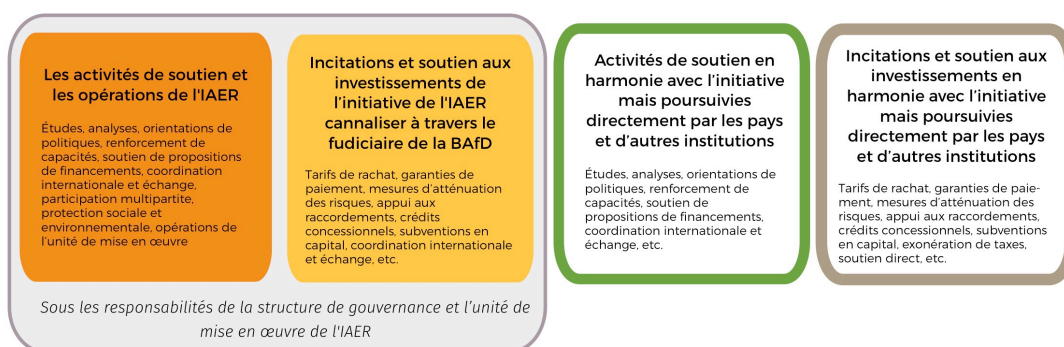 Les activités de soutien et
les opérations de l'IAER
Études, analyses, orientations de
politiques, renforcement de
capacités, soutien de propositions
de financements, coordination
internationale et échange,
participation multipartite,
protection sociale et
environnementale, opérations de
l'unité de mise en œuvre
Incitations et soutien aux
investissements de
l'initiative de l'IAER
cannaliser à travers le
fudiciaire de la BAfD
Tarifs de rachat, garanties de
paiement, mesures d'atténuation
des risques, appui aux
raccordements, crédits
concessionnels, subventions en
capital, coordination internationale
et échange, etc.
Sous les responsabilités de la structure de gouvernance et l'unité de
mise en œuvre de l'IAER
Activités de soutien en
harmonie avec l'initiative
mais poursuivies
directement par les pays
et d'autres institutions
Études, analyses, orientations de
politiques, renforcement de
capacités, soutien de
propositions de financements,
coordination internationale et
échange, etc.
Incitations et soutien aux
investissements en
harmonie avec l'initiative
mais poursuivies
directement par les pays
et d'autres institutions
Tarifs de rachat, garanties de paie-
ment, mesures d'atténuation des
risques, appui aux raccordements,
crédits concessionnels, subventions
en capital, exonération de taxes,
soutien direct, etc.